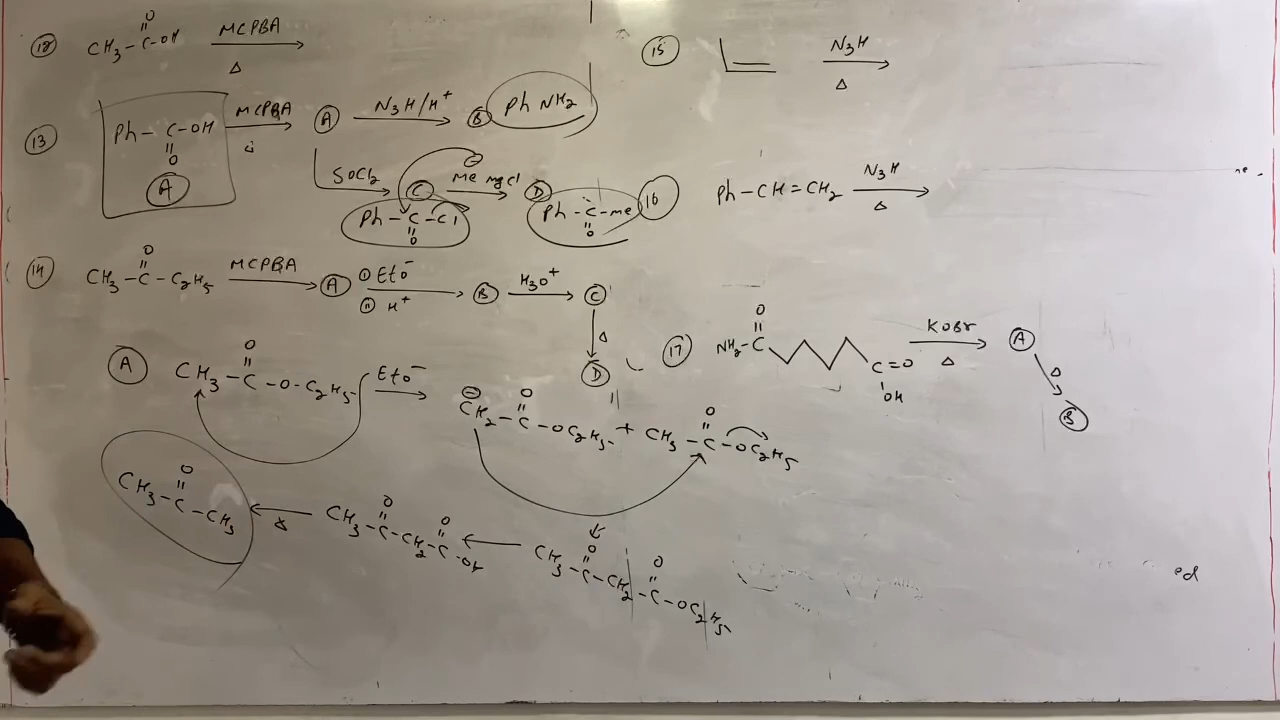 (12) CH3-C(=O)-OH MCPBA → Δ
(13) Ph-C(=O)-OH MCPBA → Δ (A) N3H/H+ → (B) Ph NH2
(A)
SOCl2 → (C) Me MgCl ⊖ → (D)
Ph-C(=O)-Cl
Ph-C(=O)-me
(14) CH3-C(=O)-C2H5 MCPBA → (A) (i) EtO- (ii) H+ → (B) H3O+ → (C)
↓ Δ
(D)
(A) CH3-C(=O)-O-C2H5 EtO- → ⊖CH2-C(=O)-OC2H5 + CH3-C(=O)-OC2H5
CH3-C(=O)-CH3 ← Δ CH3-C(=O)-CH2-C(=O)-OH ← CH3-C(=O)-CH2-C(=O)-OC2H5
(15) N3H → Δ
(16) Ph-CH=CH2 N3H → Δ
(17) NH2-C(=O) C=O OH KOBr → Δ (A)
Δ
(B)
ed